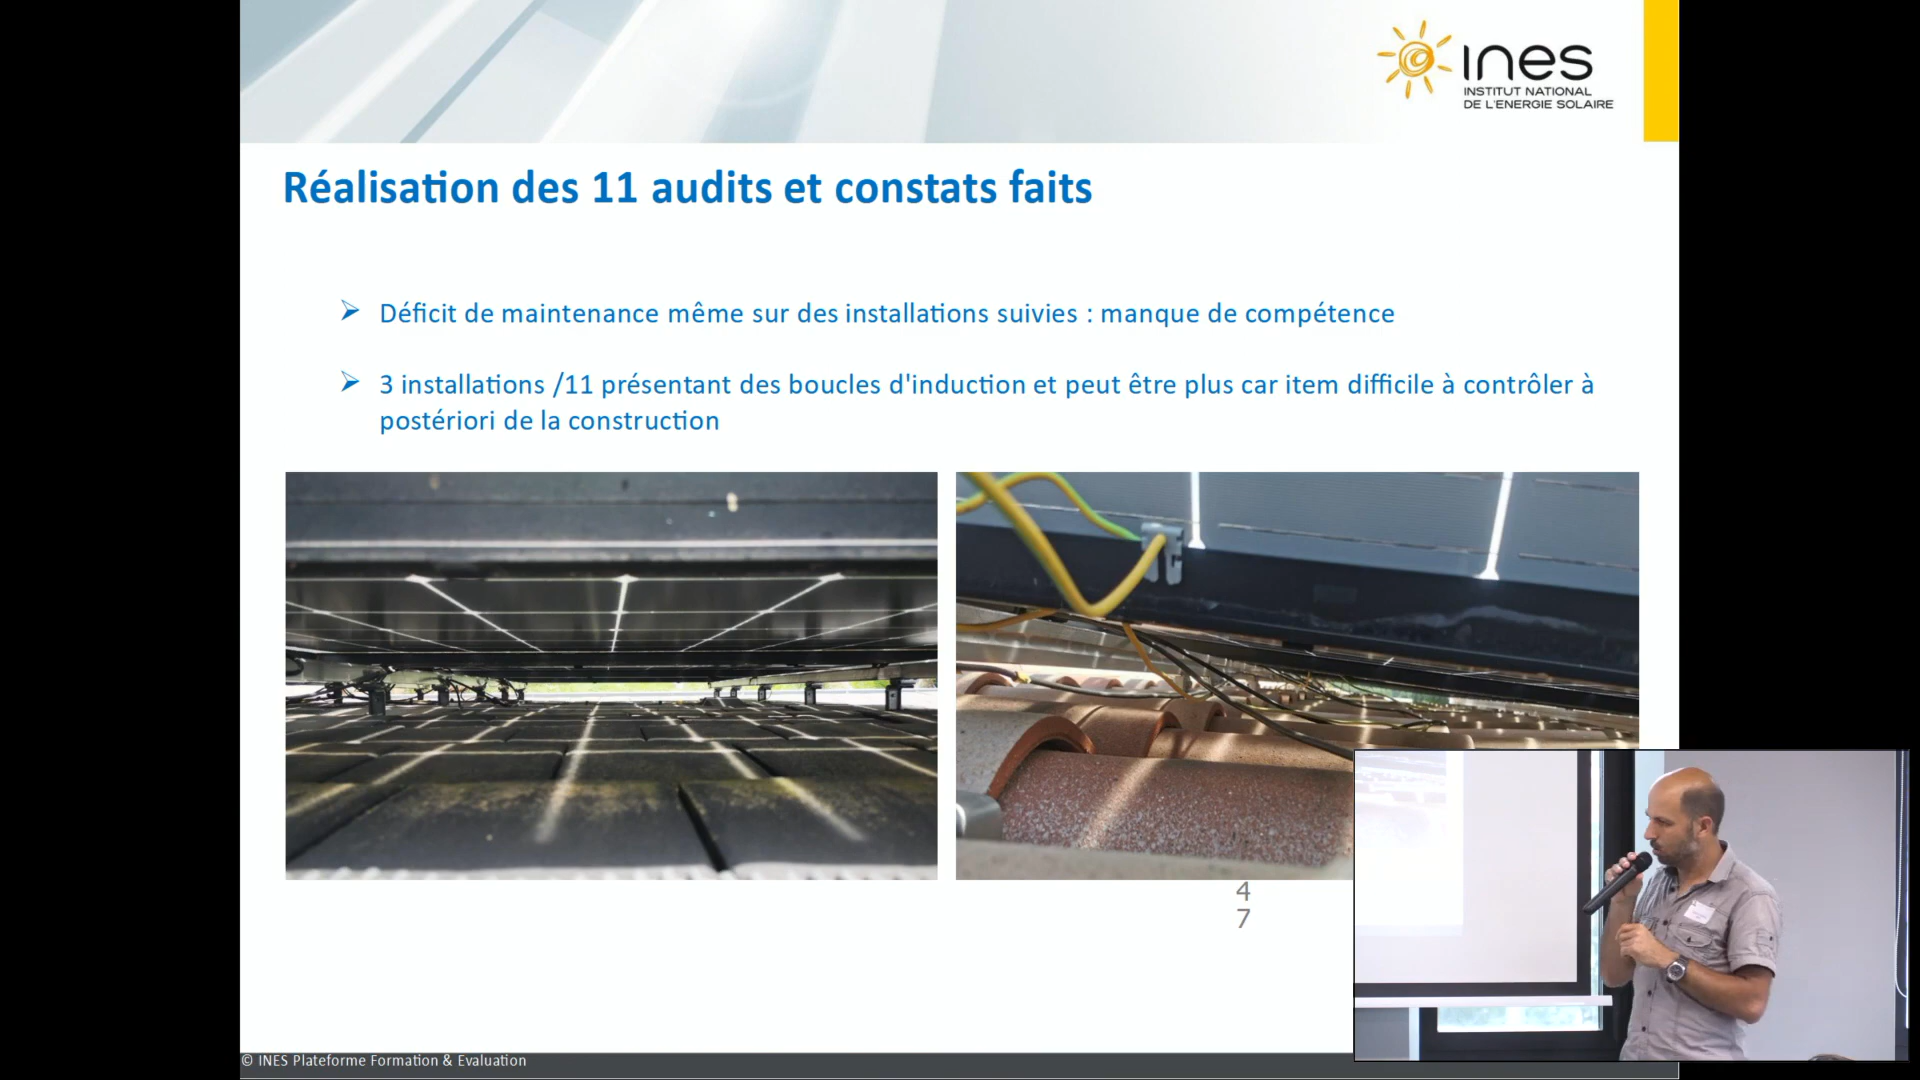 ines
INSTITUT NATIONAL
DE L'ENERGIE SOLAIRE
Réalisation des 11 audits et constats faits
Déficit de maintenance même sur des installations suivies : manque de compétence
3 installations /11 présentant des boucles d'induction et peut être plus car item difficile à contrôler à
postériori de la construction
4
7
© INES Plateforme Formation & Evaluation